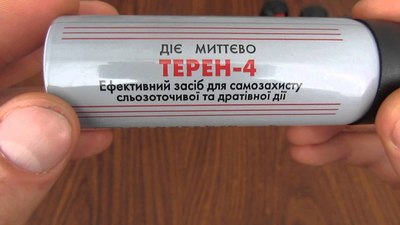 ДІЄ МИТТЄВО
ТЕРЕН-4
Ефективний засіб для самозахисту
сльозоточивої та дратівної дії